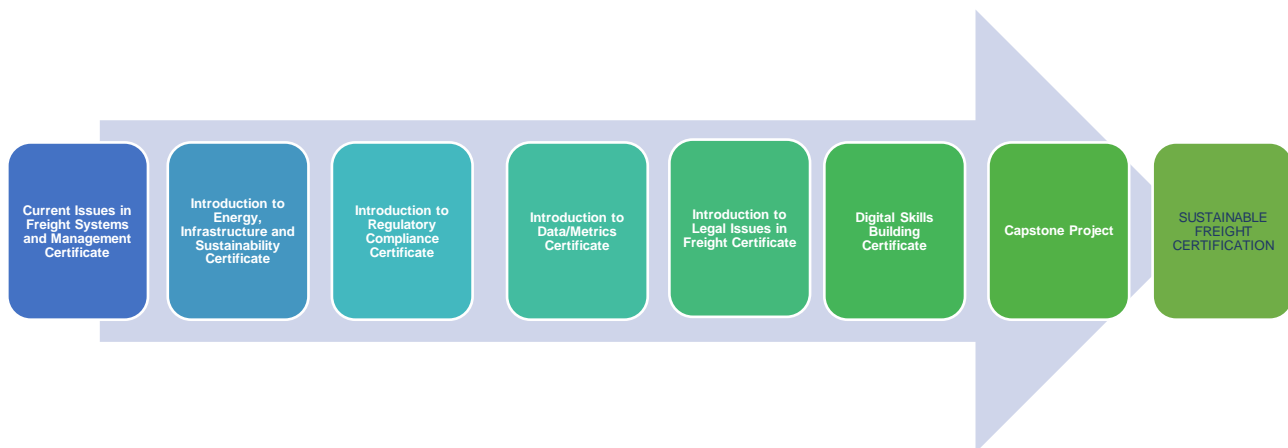 Current Issues in
Freight Systems
and Management
Certificate
Introduction to
Energy,
Infrastructure and
Sustainability
Certificate
Introduction to
Regulatory
Compliance
Certificate
Introduction to
Data/Metrics
Certificate
Introduction to
Legal Issues in
Freight Certificate
Digital Skills
Building
Certificate
Capstone Project
SUSTAINABLE
FREIGHT
CERTIFICATION